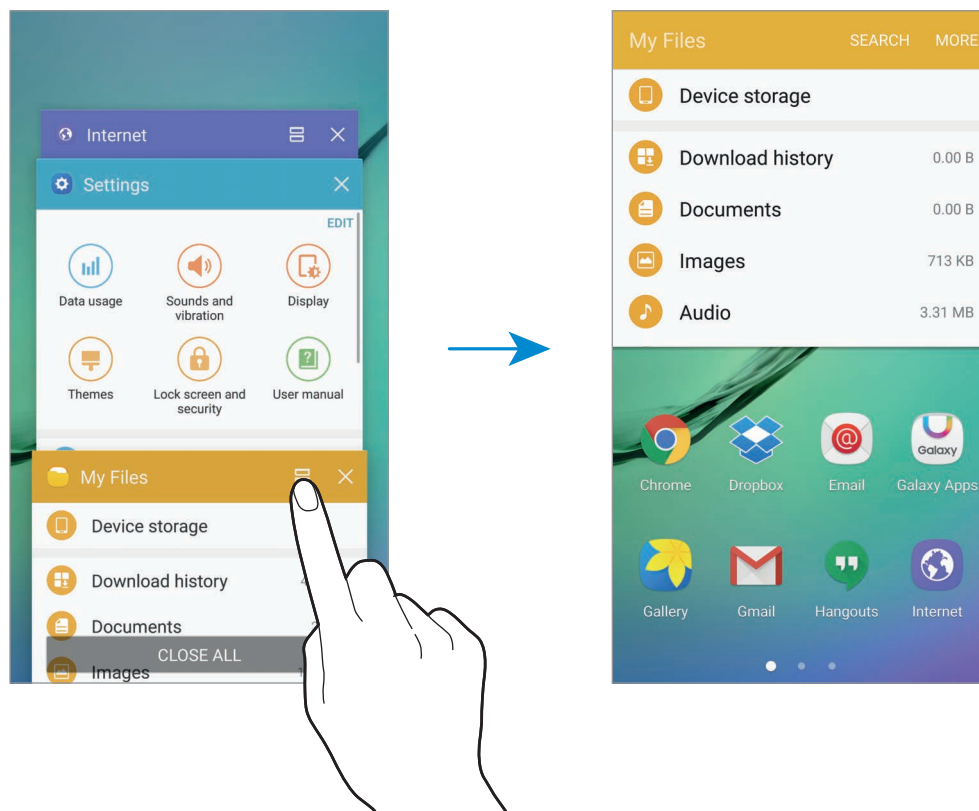 Internet
Settings
EDIT
Data usage
Sounds and
vibration
Display
Themes
Lock screen and
security
User manual
My Files
Device storage
Download history
Documents
CLOSE ALL
Images
My Files
SEARCH
MORE
Device storage
Download history
0.00 B
Documents
0.00 B
Images
713 KB
Audio
3.31 MB
Galaxy
Chrome
Dropbox
Email
Galaxy Apps
Gallery
Gmail
Hangouts
Internet